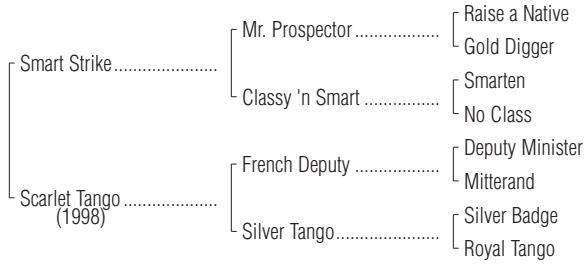 Smart Strike
Scarlet Tango
(1998)
Mr. Prospector
Classy 'n Smart
French Deputy
Silver Tango
Raise a Native
Gold Digger
Smarten
No Class
Deputy Minister
Mitterand
Silver Badge
Royal Tango